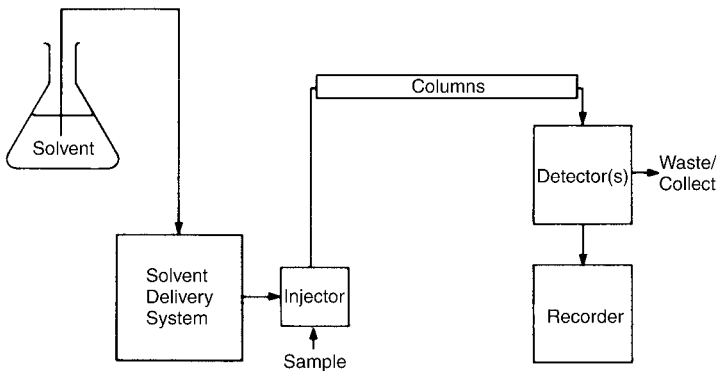 Columns
Solvent
Detector(s)
Waste/
Collect
Solvent
Delivery
System
Injector
Recorder
Sample